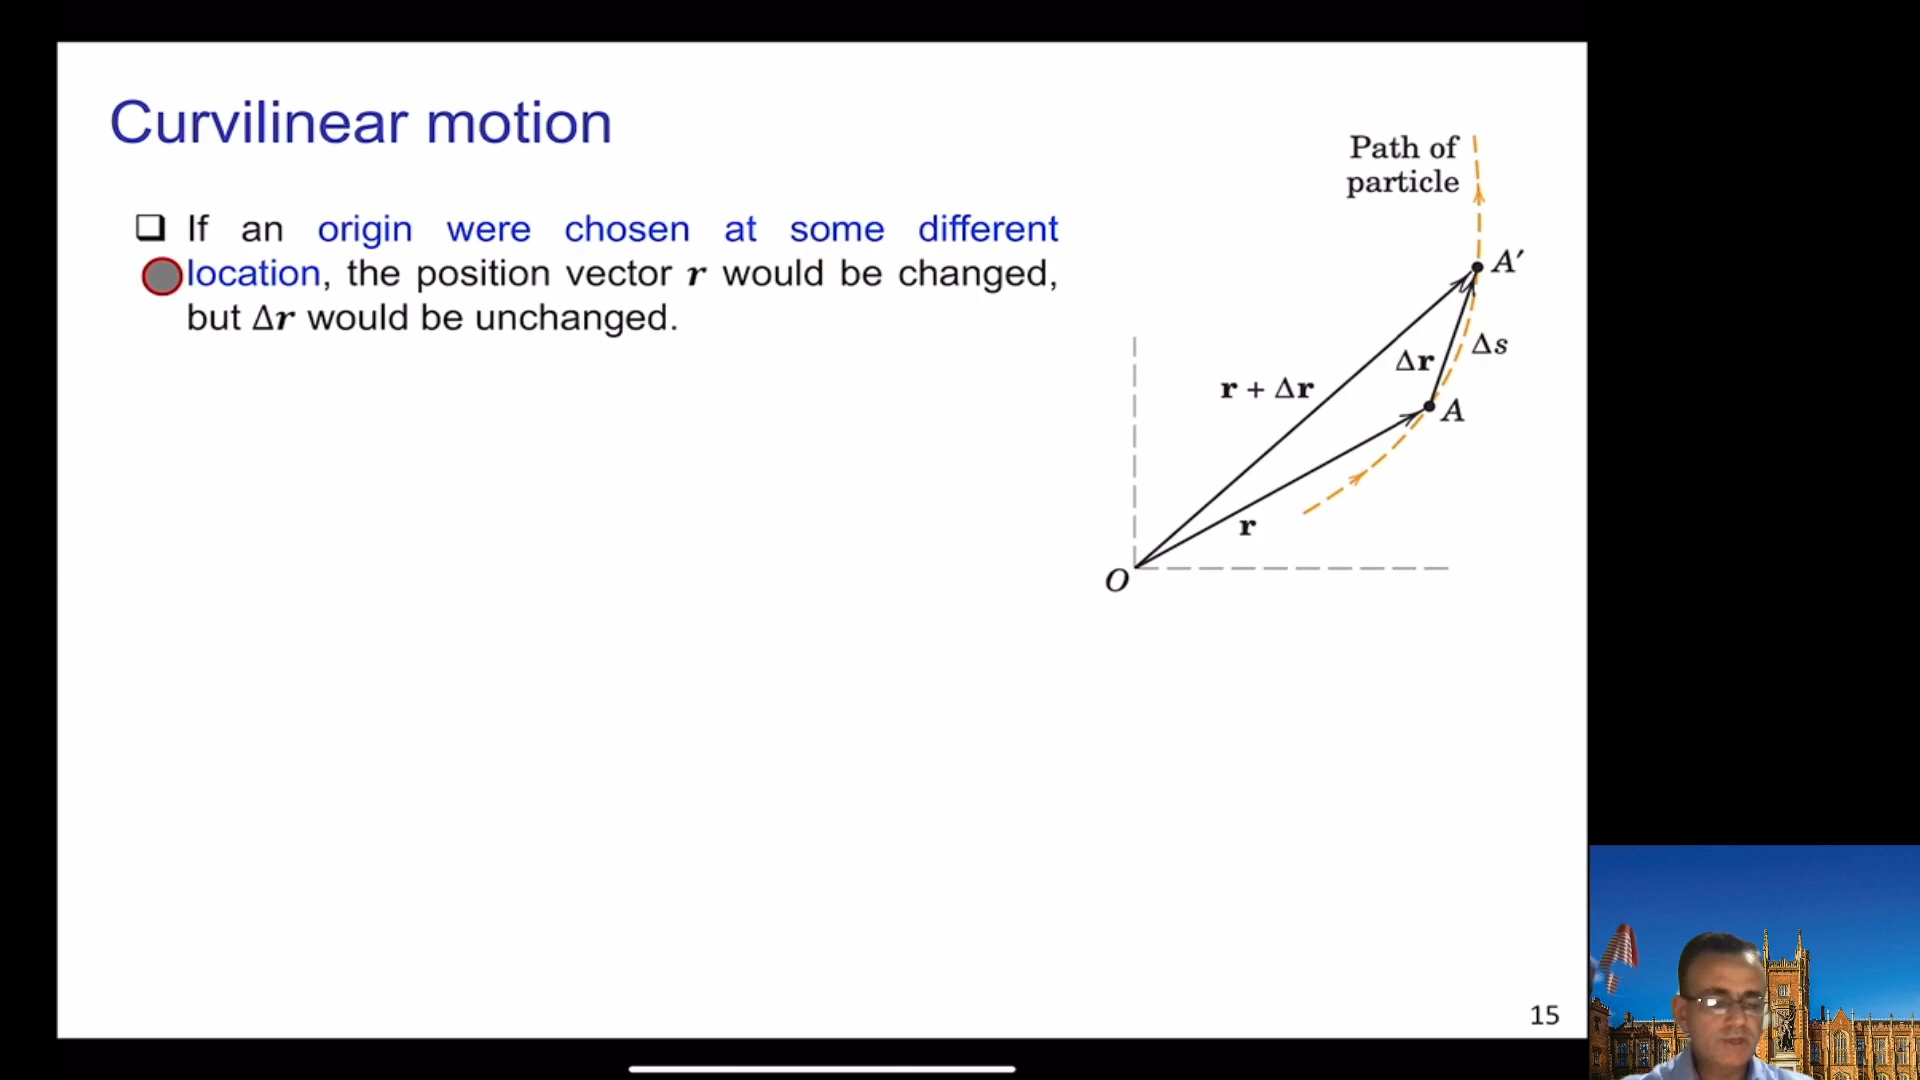 Curvilinear motion
❑ If an origin were chosen at some different
location, the position vector r would be changed,
but Δr would be unchanged.
Path of
particle
A′
Δs
Δr
r + Δr
A
r
O
15